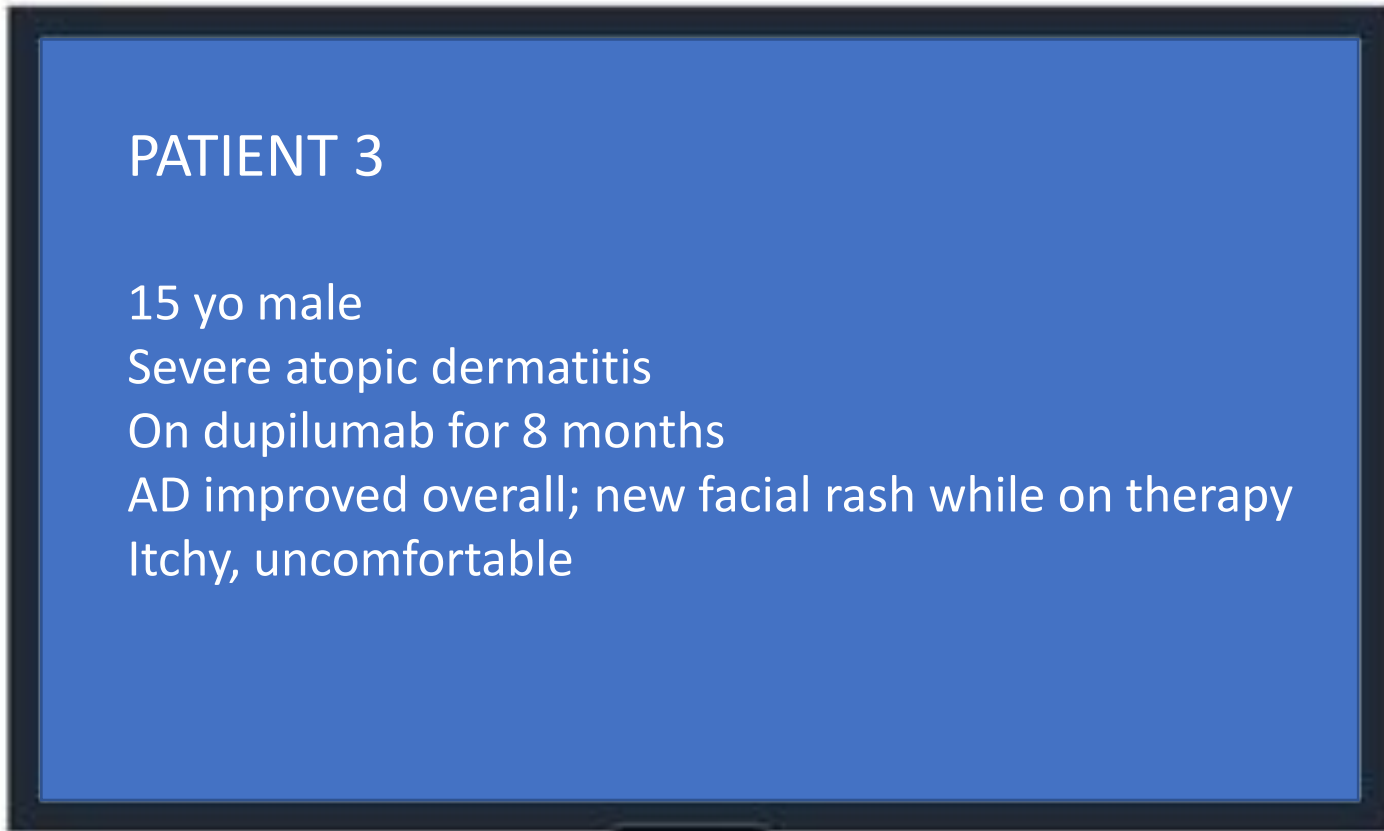 PATIENT 3
15 yo male
Severe atopic dermatitis
On dupilumab for 8 months
AD improved overall; new facial rash while on therapy
Itchy, uncomfortable